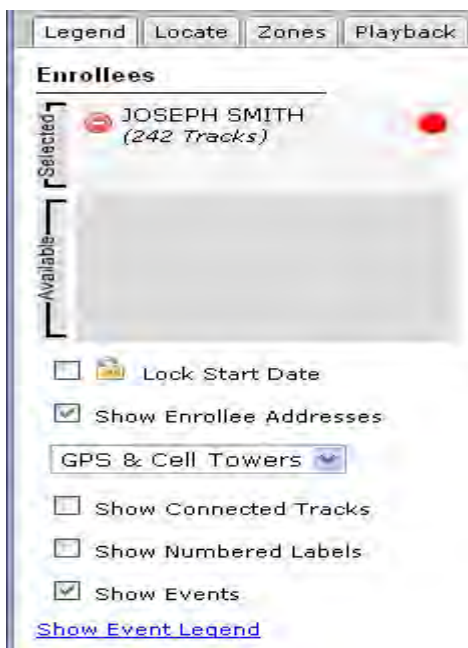 Legend Locate Zones Playback
Enrollees
Selected
JOSEPH SMITH
(242 Tracks)
Available
Lock Start Date
Show Enrollee Addresses
GPS & Cell Towers
Show Connected Tracks
Show Numbered Labels
Show Events
Show Event Legend